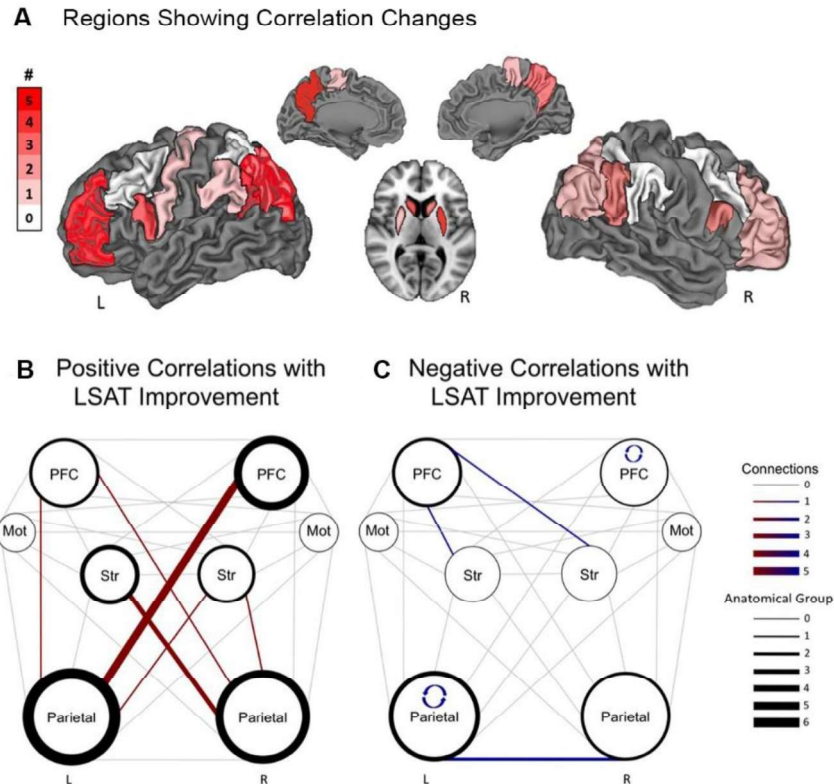 A Regions Showing Correlation Changes
#
5
4
3
2
1
0
L
R
R
B Positive Correlations with
LSAT Improvement
C Negative Correlations with
LSAT Improvement
PFC
PFC
Mot
Mot
Str
Str
Parietal
Parietal
L
R
PFC
PFC
Mot
Mot
Str
Str
Parietal
Parietal
L
R
Connections
0
1
2
3
4
5
Anatomical Group
0
1
2
3
4
5
6